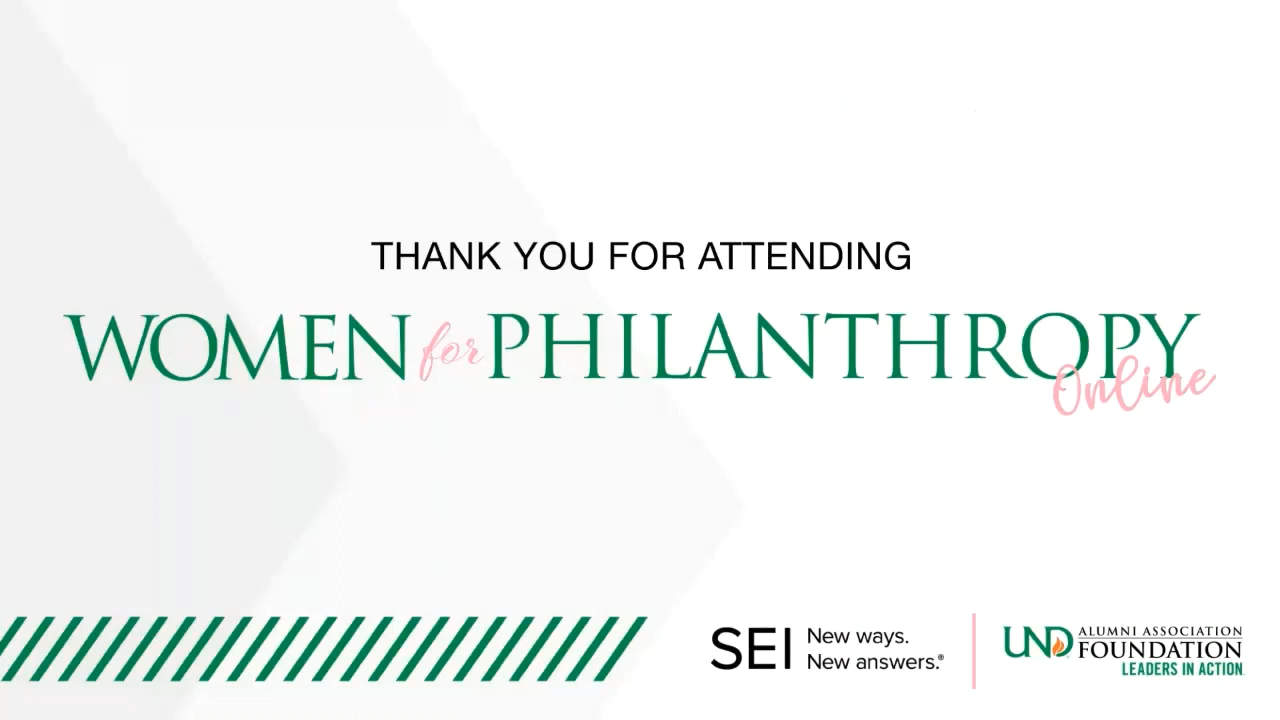 THANK YOU FOR ATTENDING
WOMEN for PHILANTHROPY
Online
SEI New ways.
New answers.®
UND ALUMNI ASSOCIATION
FOUNDATION
LEADERS IN ACTION